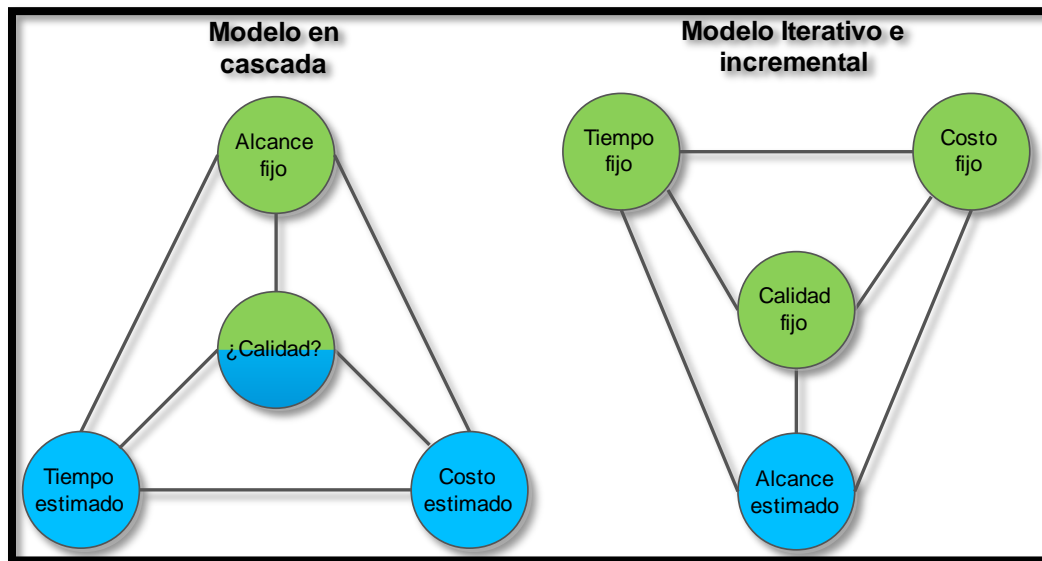 Modelo en
cascada
Alcance
fijo
¿Calidad?
Tiempo
estimado
Costo
estimado
Modelo Iterativo e
incremental
Tiempo
fijo
Costo
fijo
Calidad
fijo
Alcance
estimado